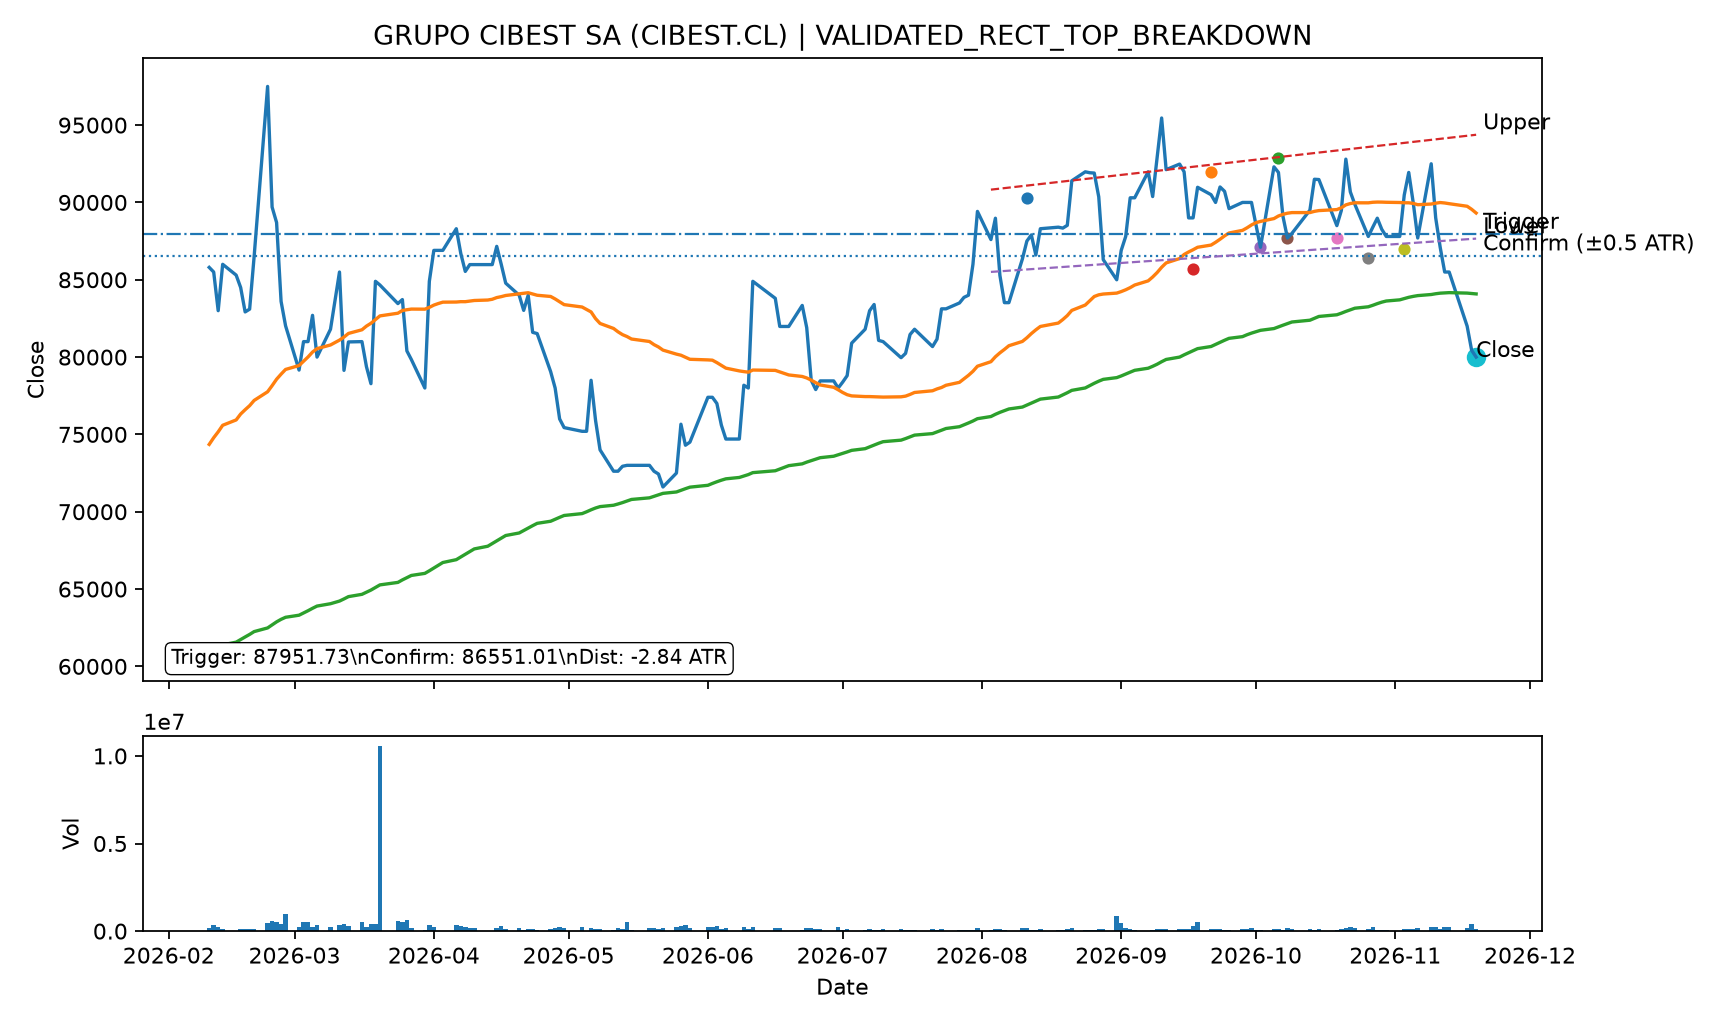 GRUPO CIBEST SA (CIBEST.CL) | VALIDATED_RECT_TOP_BREAKDOWN
Close
95000
90000
85000
80000
75000
70000
65000
60000
Upper
Trigger
Lower
Confirm (±0.5 ATR)
Close
Trigger: 87951.73\nConfirm: 86551.01\nDist: -2.84 ATR
1e7
Vol
1.0
0.5
0.0
2026-02 2026-03 2026-04 2026-05 2026-06 2026-07 2026-08 2026-09 2026-10 2026-11 2026-12
Date